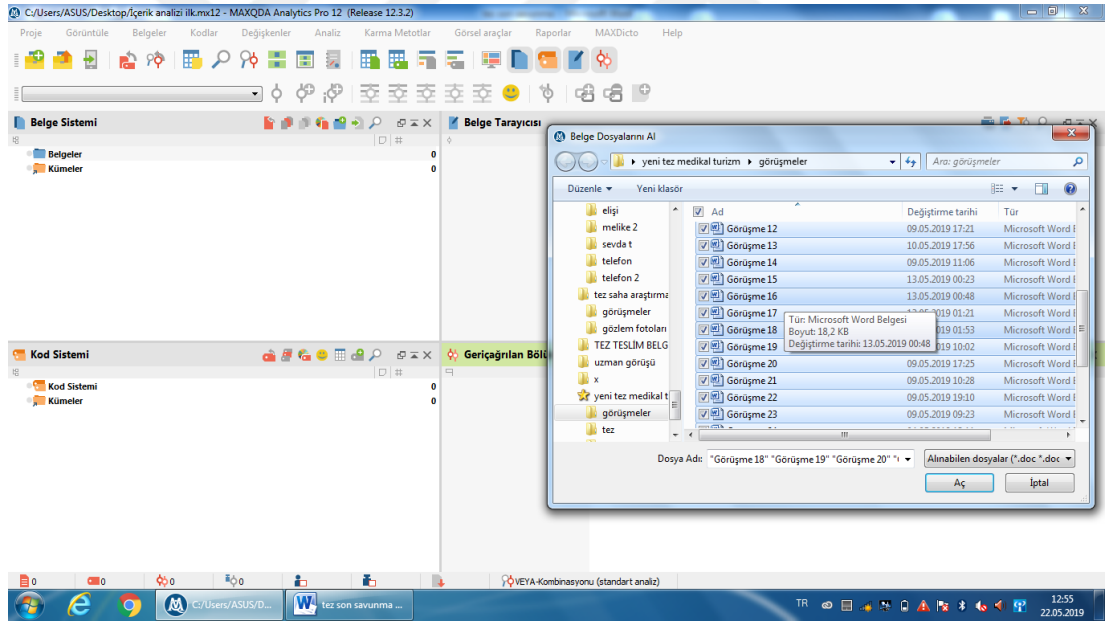 C:/Users/ASUS/Desktop/İçerik analizi ilk.mx12 - MAXQDA Analytics Pro 12 (Release 12.3.2)
Proje Görüntüle Belgeler Kodlar Değişkenler Analiz Karma Metotlar Görsel araçlar Raporlar MAXDicto Help
Belge Sistemi
Belgeler 0
Kümeler 0
Belge Tarayıcısı
Kod Sistemi
Kod Sistemi 0
Kümeler 0
Geriçağrılan Bölü
Belge Dosyalarını Al
yeni tez medikal turizm görüşmeler
Ara: görüşmeler
Düzenle Yeni klasör
elişi
melike 2
sevda t
telefon
telefon 2
tez saha araştırma
görüşmeler
gözlem fotoları
TEZ TESLİM BELG
uzman görüşü
x
yeni tez medikal t
görüşmeler
tez
Ad Değiştirme tarihi Tür
Görüşme 12 09.05.2019 17:21 Microsoft Word
Görüşme 13 10.05.2019 17:56 Microsoft Word
Görüşme 14 09.05.2019 11:06 Microsoft Word
Görüşme 15 13.05.2019 00:23 Microsoft Word
Görüşme 16 13.05.2019 00:48 Microsoft Word
Görüşme 17 2019 01:21 Microsoft Word
Görüşme 18 019 01:53 Microsoft Word
Görüşme 19 019 10:02 Microsoft Word
Görüşme 20 09.05.2019 17:25 Microsoft Word
Görüşme 21 09.05.2019 10:28 Microsoft Word
Görüşme 22 09.05.2019 19:10 Microsoft Word
Görüşme 23 09.05.2019 09:23 Microsoft Word
Tür: Microsoft Word Belgesi
Boyut: 18,2 KB
Değiştirme tarihi: 13.05.2019 00:48
Dosya Adı: "Görüşme 18" "Görüşme 19" "Görüşme 20" "
Alınabilen dosyalar (*.doc *.doc
Aç İptal
0 0 0 0 VEYA-Kombinasyonu (standart analiz)
C:/Users/ASUS/D... tez son savunma ... TR 12:55
22.05.2019